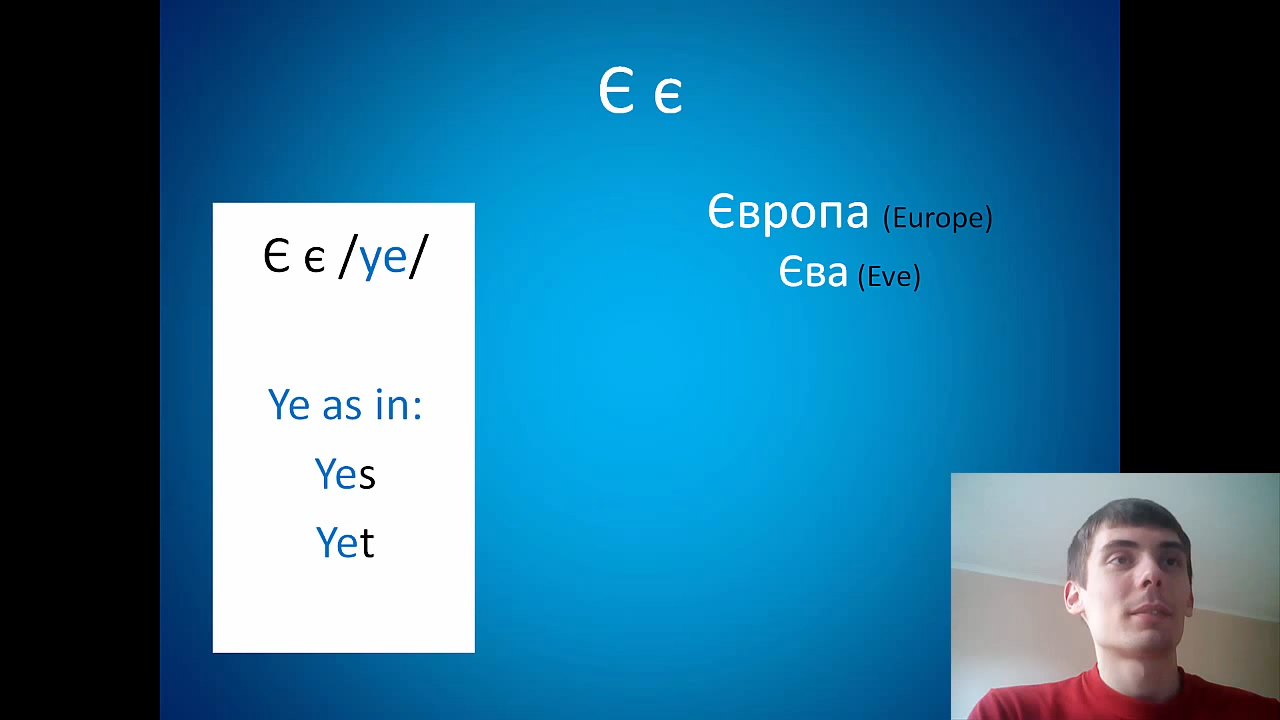 Є є
Є є /ye/
Ye as in:
Yes
Yet
Європа (Europe)
Єва (Eve)